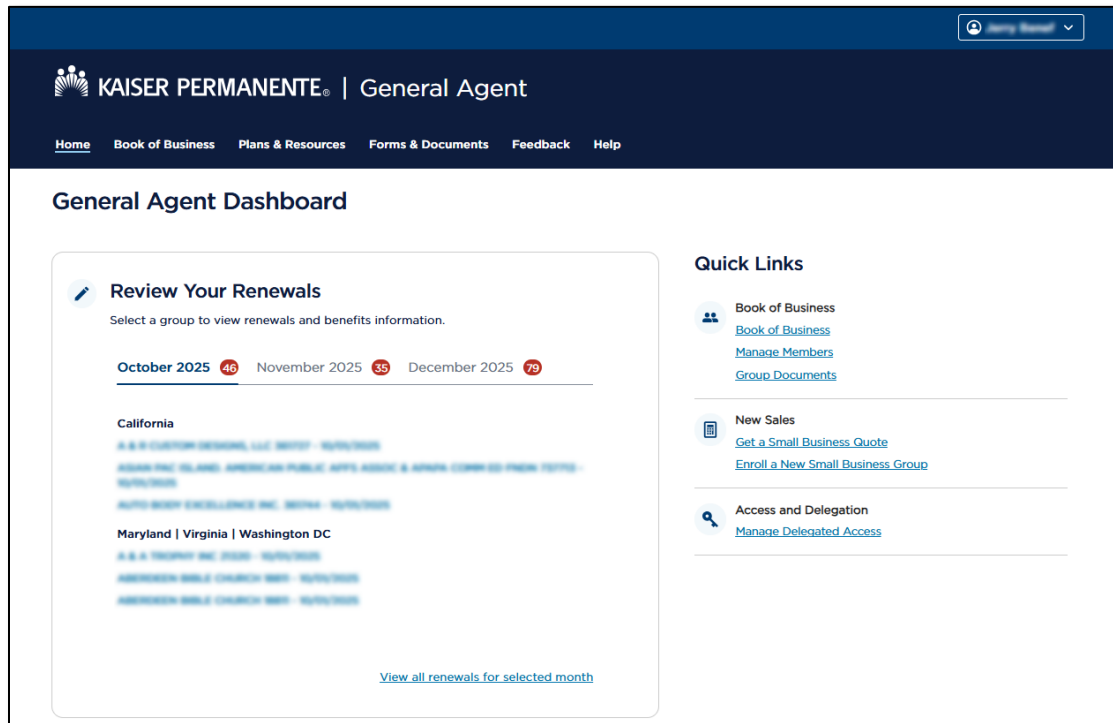 KAISER PERMANENTE® | General Agent
Home Book of Business Plans & Resources Forms & Documents Feedback Help
General Agent Dashboard
Review Your Renewals
Select a group to view renewals and benefits information.
October 2025 46 November 2025 35 December 2025 79
California
Maryland | Virginia | Washington DC
View all renewals for selected month
Quick Links
Book of Business
Book of Business
Manage Members
Group Documents
New Sales
Get a Small Business Quote
Enroll a New Small Business Group
Access and Delegation
Manage Delegated Access